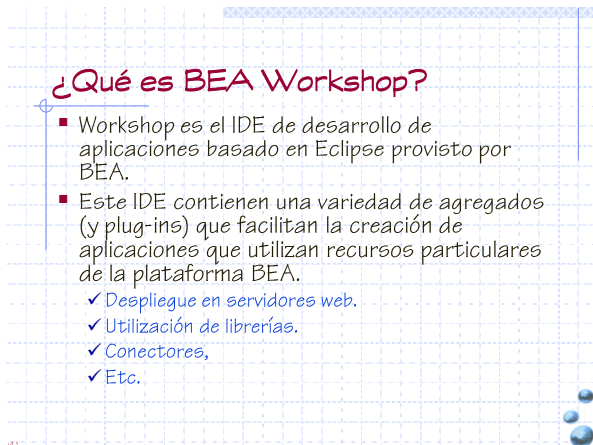 ¿Qué es BEA Workshop?
Workshop es el IDE de desarrollo de
aplicaciones basado en Eclipse provisto por
BEA.
Este IDE contienen una variedad de agregados
(y plug-ins) que facilitan la creación de
aplicaciones que utilizan recursos particulares
de la plataforma BEA.
Despliegue en servidores web.
Utilización de librerías.
Conectores,
Etc.